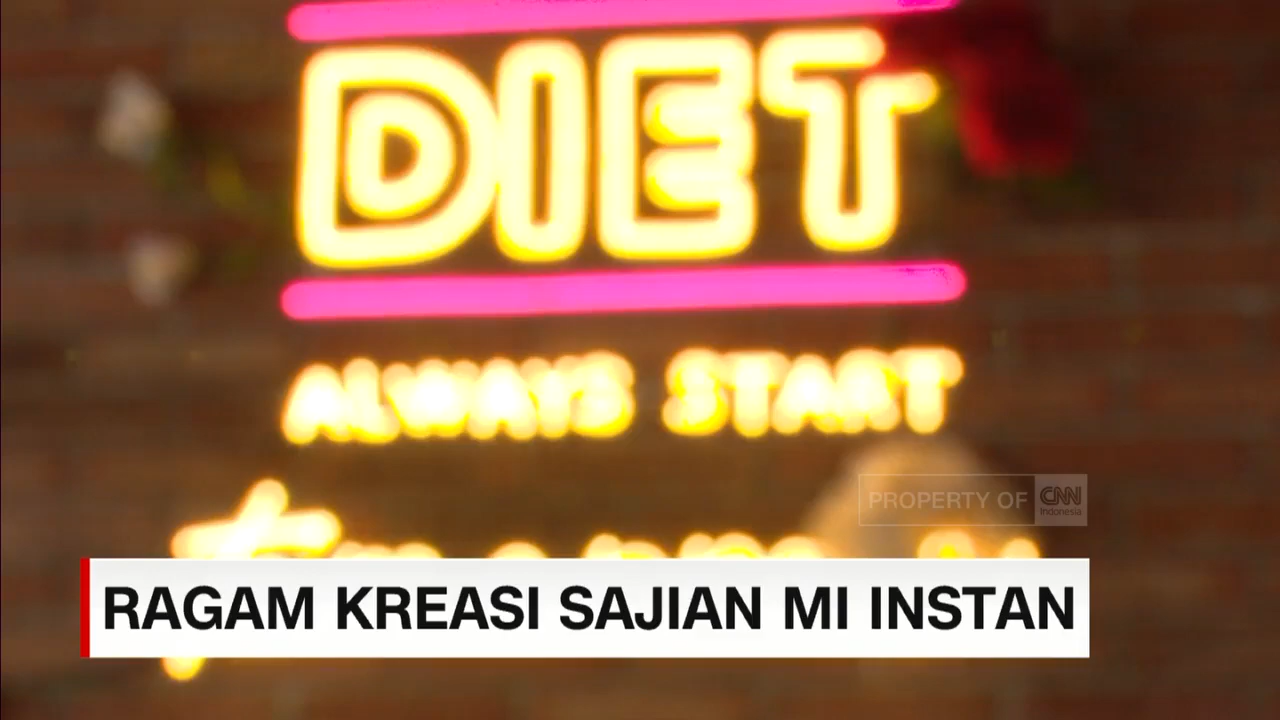 DIET
ALWAYS START
PROPERTY OF CNN Indonesia
RAGAM KREASI SAJIAN MI INSTAN